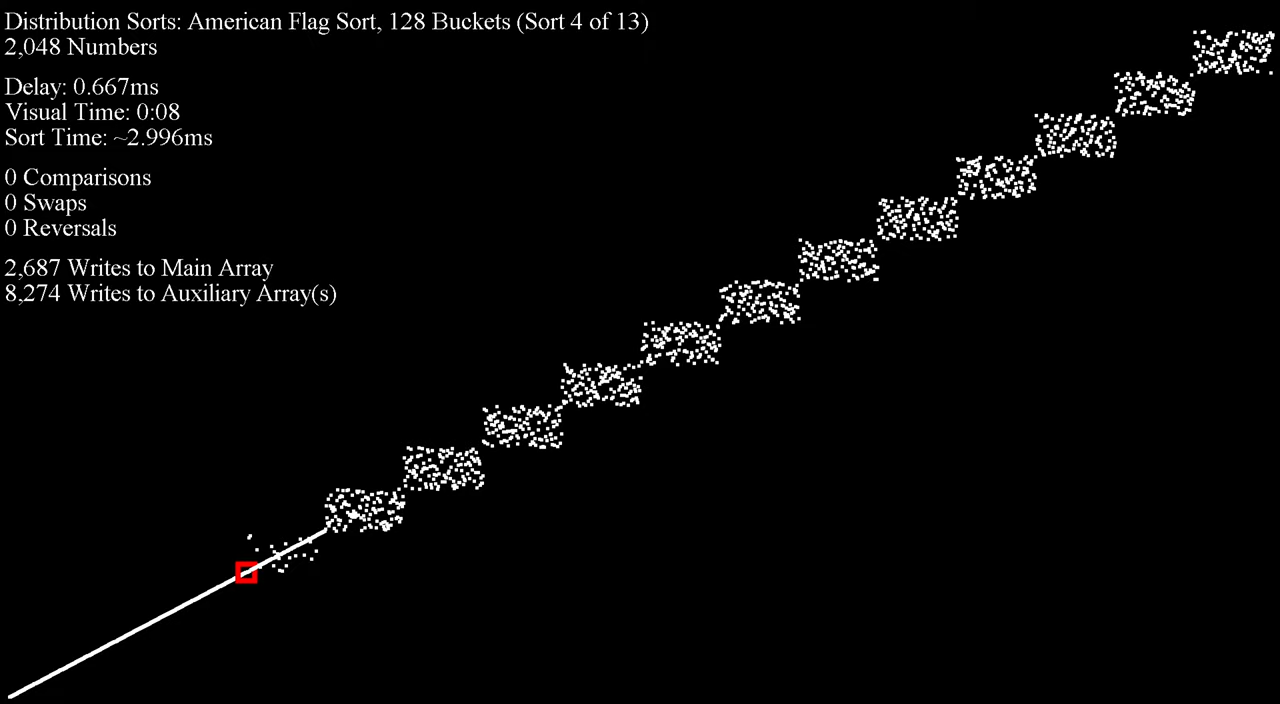 Distribution Sorts: American Flag Sort, 128 Buckets (Sort 4 of 13)
2,048 Numbers
Delay: 0.667ms
Visual Time: 0:08
Sort Time: ~2.996ms
0 Comparisons
0 Swaps
0 Reversals
2,687 Writes to Main Array
8,274 Writes to Auxiliary Array(s)